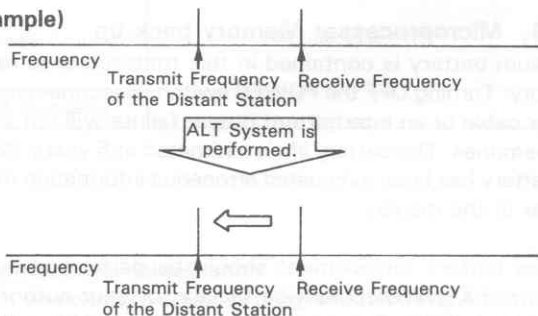 ample)
Frequency
Transmit Frequency Receive Frequency
of the Distant Station
ALT System is
performed.
Frequency
Transmit Frequency Receive Frequency
of the Distant Station